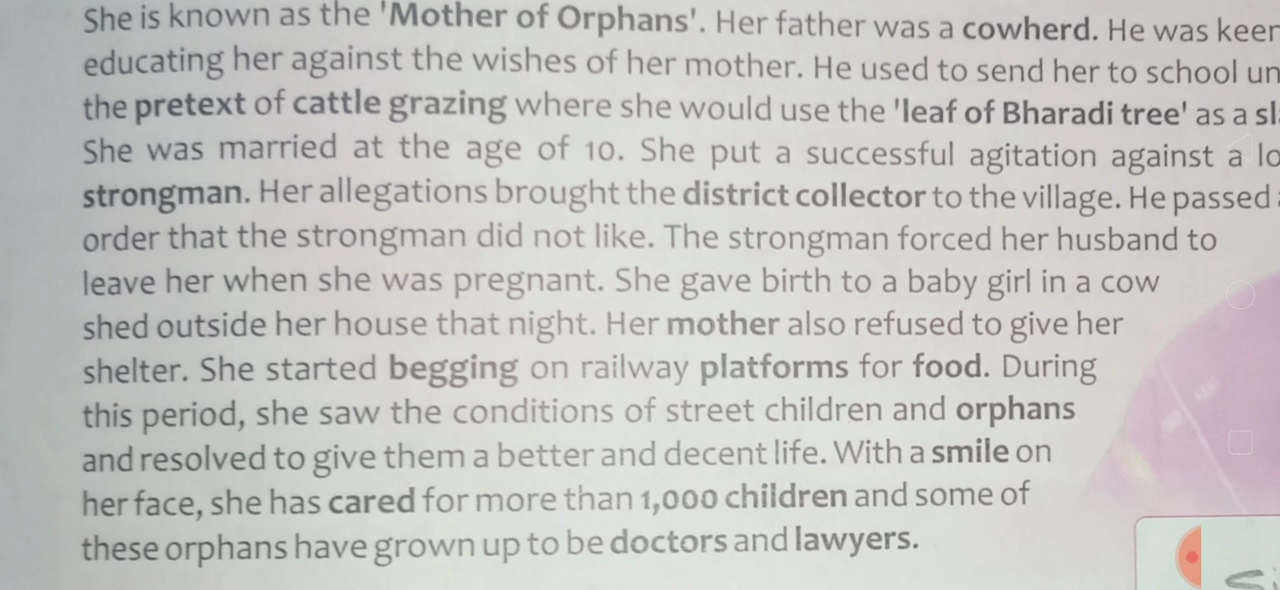 She is known as the 'Mother of Orphans'. Her father was a cowherd. He was
educating her against the wishes of her mother. He used to send her to school
the pretext of cattle grazing where she would use the 'leaf of Bharadi tree' as a
She was married at the age of 10. She put a successful agitation against a
strongman. Her allegations brought the district collector to the village. He passed
order that the strongman did not like. The strongman forced her husband to
leave her when she was pregnant. She gave birth to a baby girl in a cow
shed outside her house that night. Her mother also refused to give her
shelter. She started begging on railway platforms for food. During
this period, she saw the conditions of street children and orphans
and resolved to give them a better and decent life. With a smile on
her face, she has cared for more than 1,000 children and some of
these orphans have grown up to be doctors and lawyers.